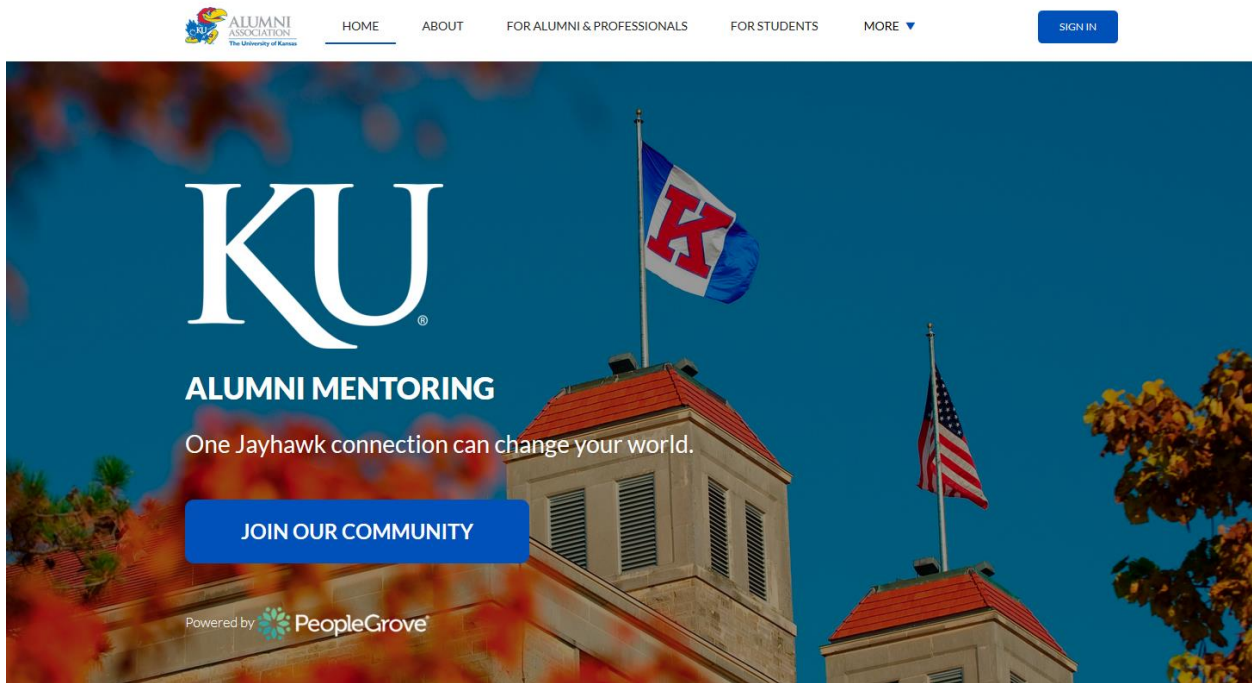 KU
ALUMNI
ASSOCIATION
The University of Kansas
HOME
ABOUT
FOR ALUMNI & PROFESSIONALS
FOR STUDENTS
MORE ▼
SIGN IN
K
KU®
ALUMNI MENTORING
One Jayhawk connection can change your world.
JOIN OUR COMMUNITY
Powered by PeopleGrove®